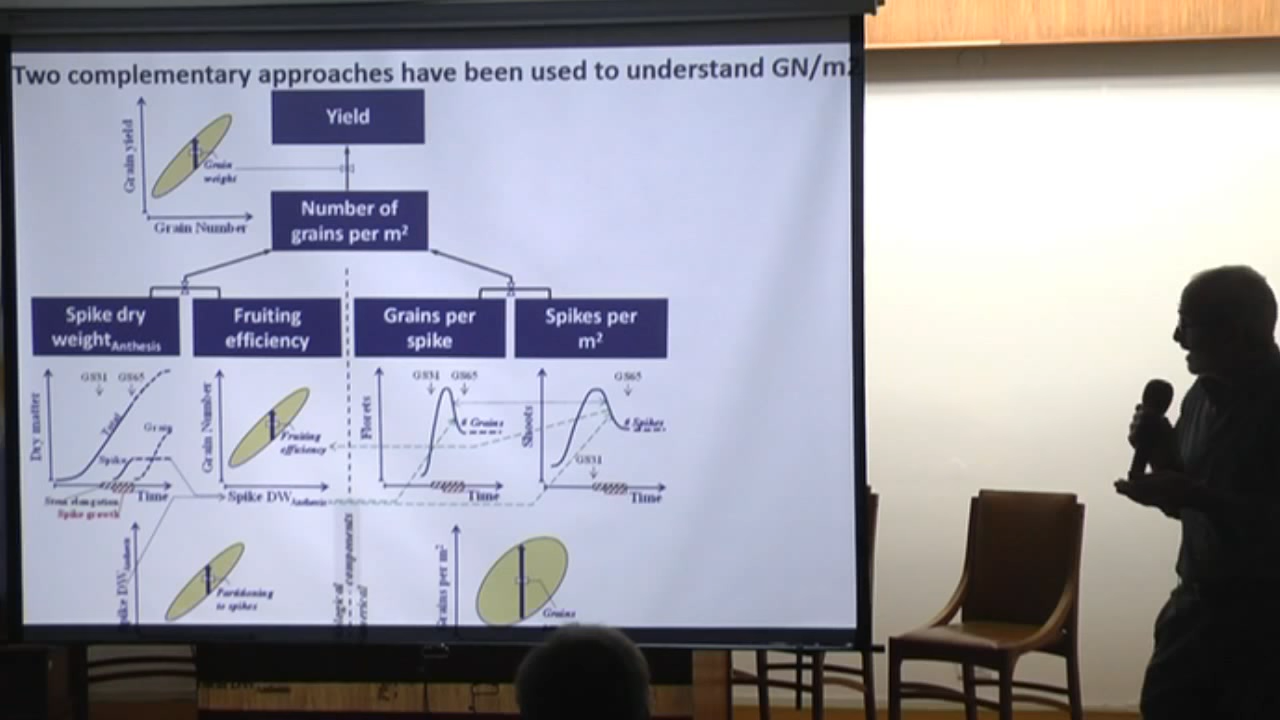 Two complementary approaches have been used to understand GN/m2
Yield
Grain yield
Grain
weight
Grain Number
Number of
grains per m²
Spike dry
weightAnthesis
Fruiting
efficiency
Grains per
spike
Spikes per
m²
Dry matter
GS31 GS65
Total
Grain
Spike
Time
Stem elongation
Spike growth
Grain Number
Fruiting
efficiency
Spike DWAnthesis
Florets
GS31 GS65
# Grains
Time
Shoots
GS65
# Spikes
GS31
Time
Spike DWAnthesis
Partitioning
to spikes
components
Grains per m²
Grains